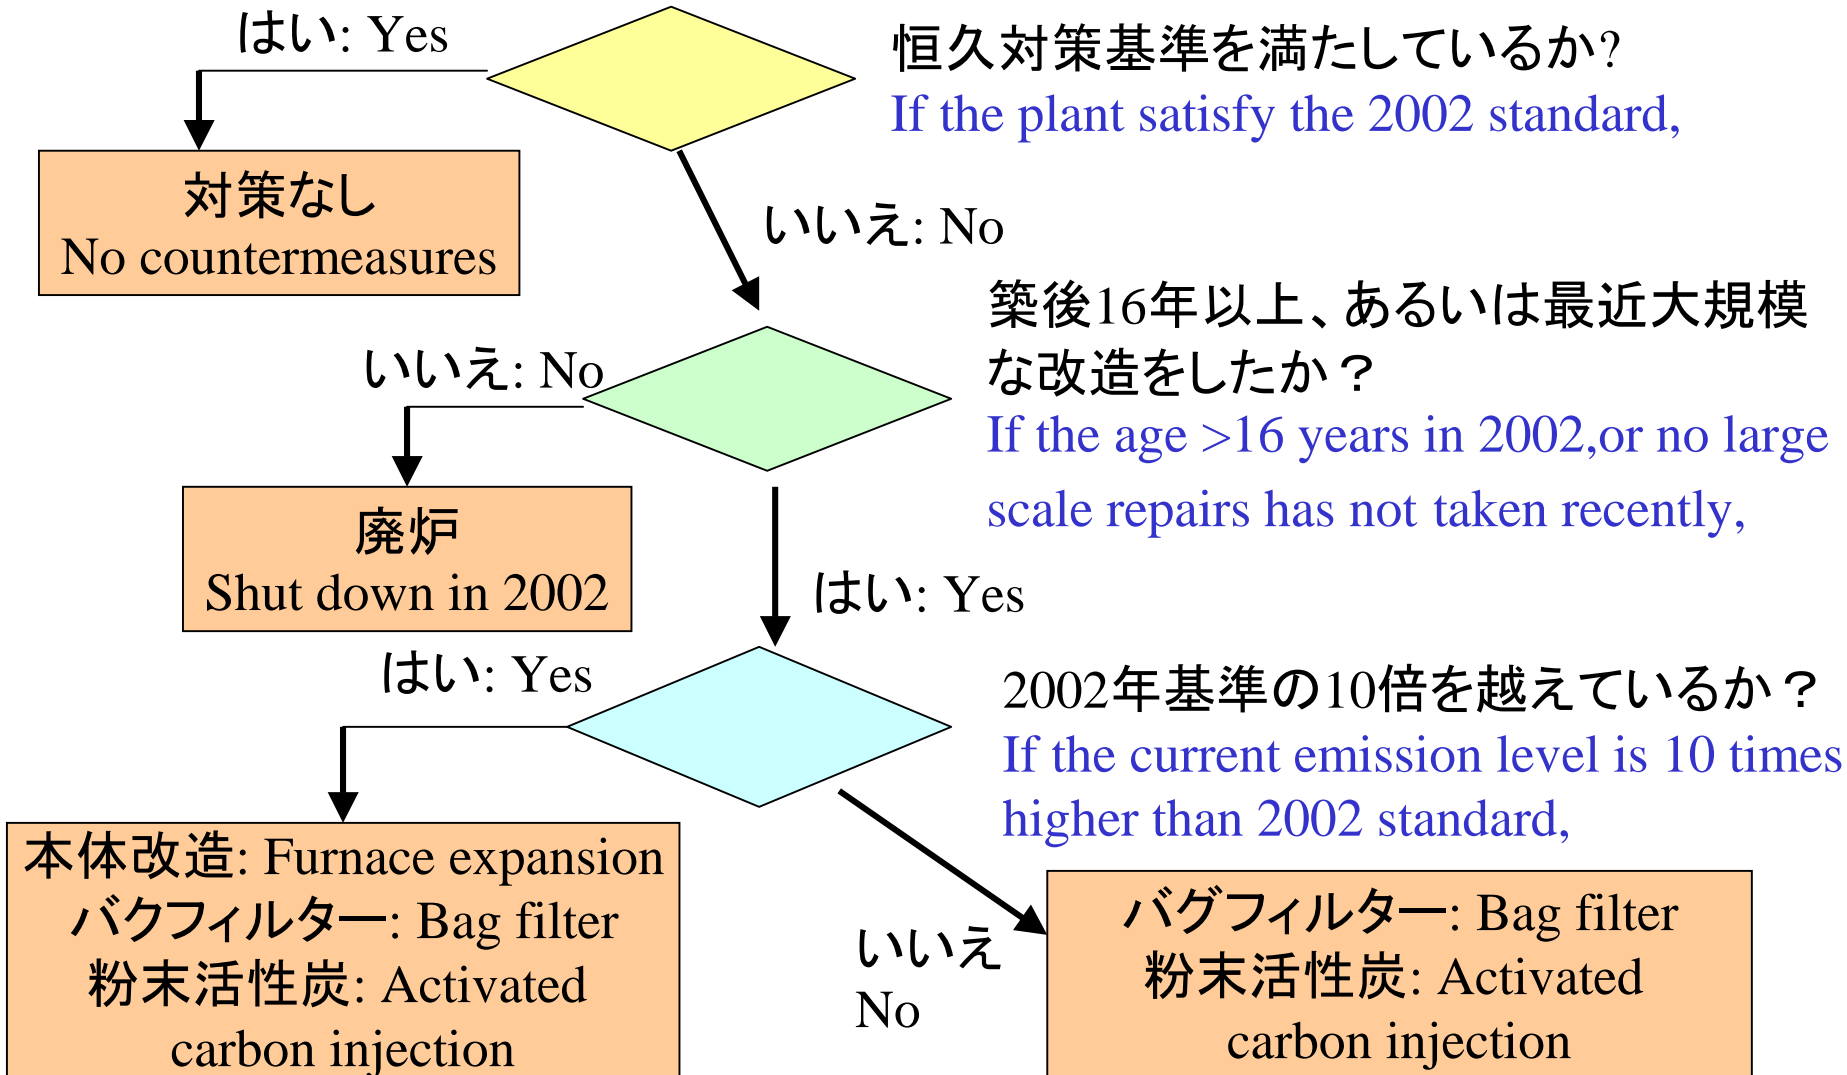 はい: Yes
恒久対策基準を満たしているか?
If the plant satisfy the 2002 standard,
対策なし
No countermeasures
いいえ: No
築後16年以上、あるいは最近大規模
な改造をしたか？
If the age >16 years in 2002,or no large
scale repairs has not taken recently,
いいえ: No
廃炉
Shut down in 2002
はい: Yes
はい: Yes
2002年基準の10倍を越えているか？
If the current emission level is 10 times
higher than 2002 standard,
本体改造: Furnace expansion
バクフィルター: Bag filter
粉末活性炭: Activated
carbon injection
いいえ
No
バグフィルター: Bag filter
粉末活性炭: Activated
carbon injection